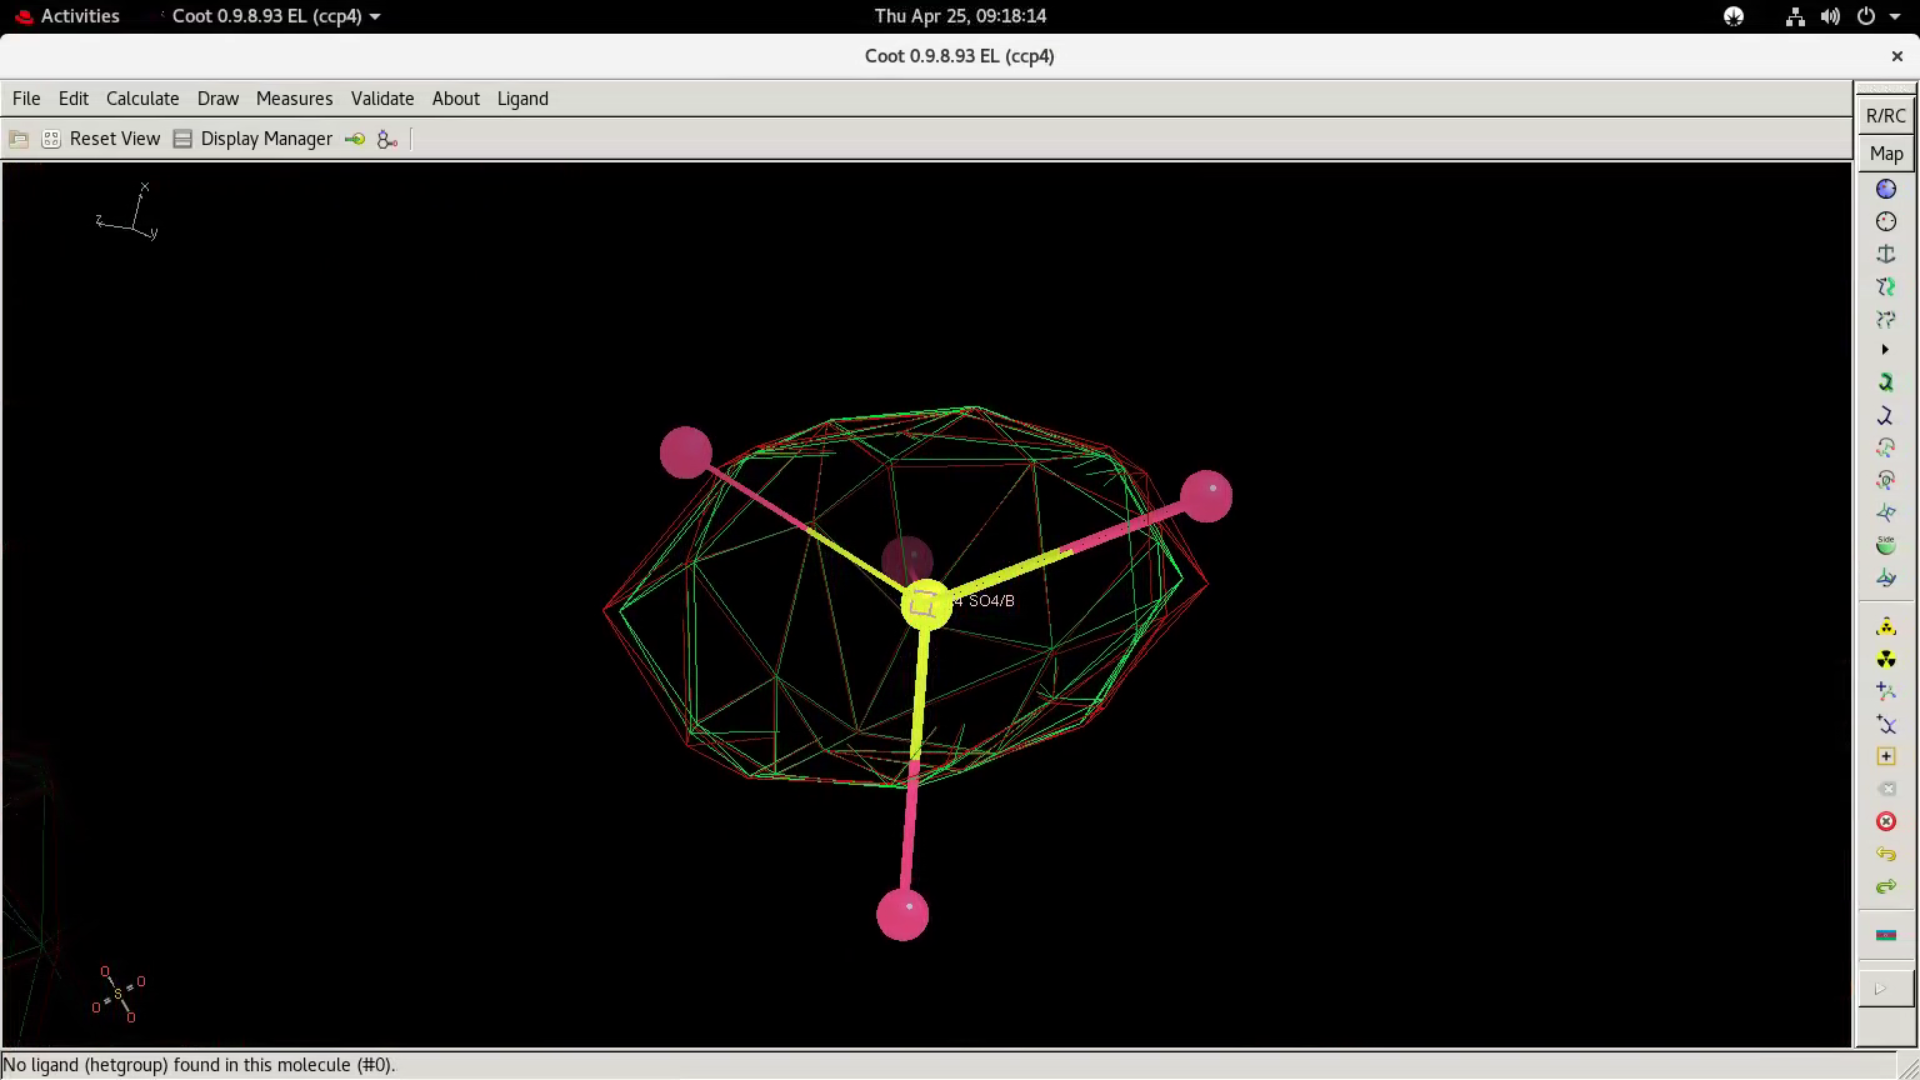 Activities
Coot 0.9.8.93 EL (ccp4)
Thu Apr 25, 09:18:14
Coot 0.9.8.93 EL (ccp4)
File Edit Calculate Draw Measures Validate About Ligand
R/RC
Reset View Display Manager
Map
x
z
y
Side
4 SO4/B
O
O
S
O
O
No ligand (hetgroup) found in this molecule (#0).